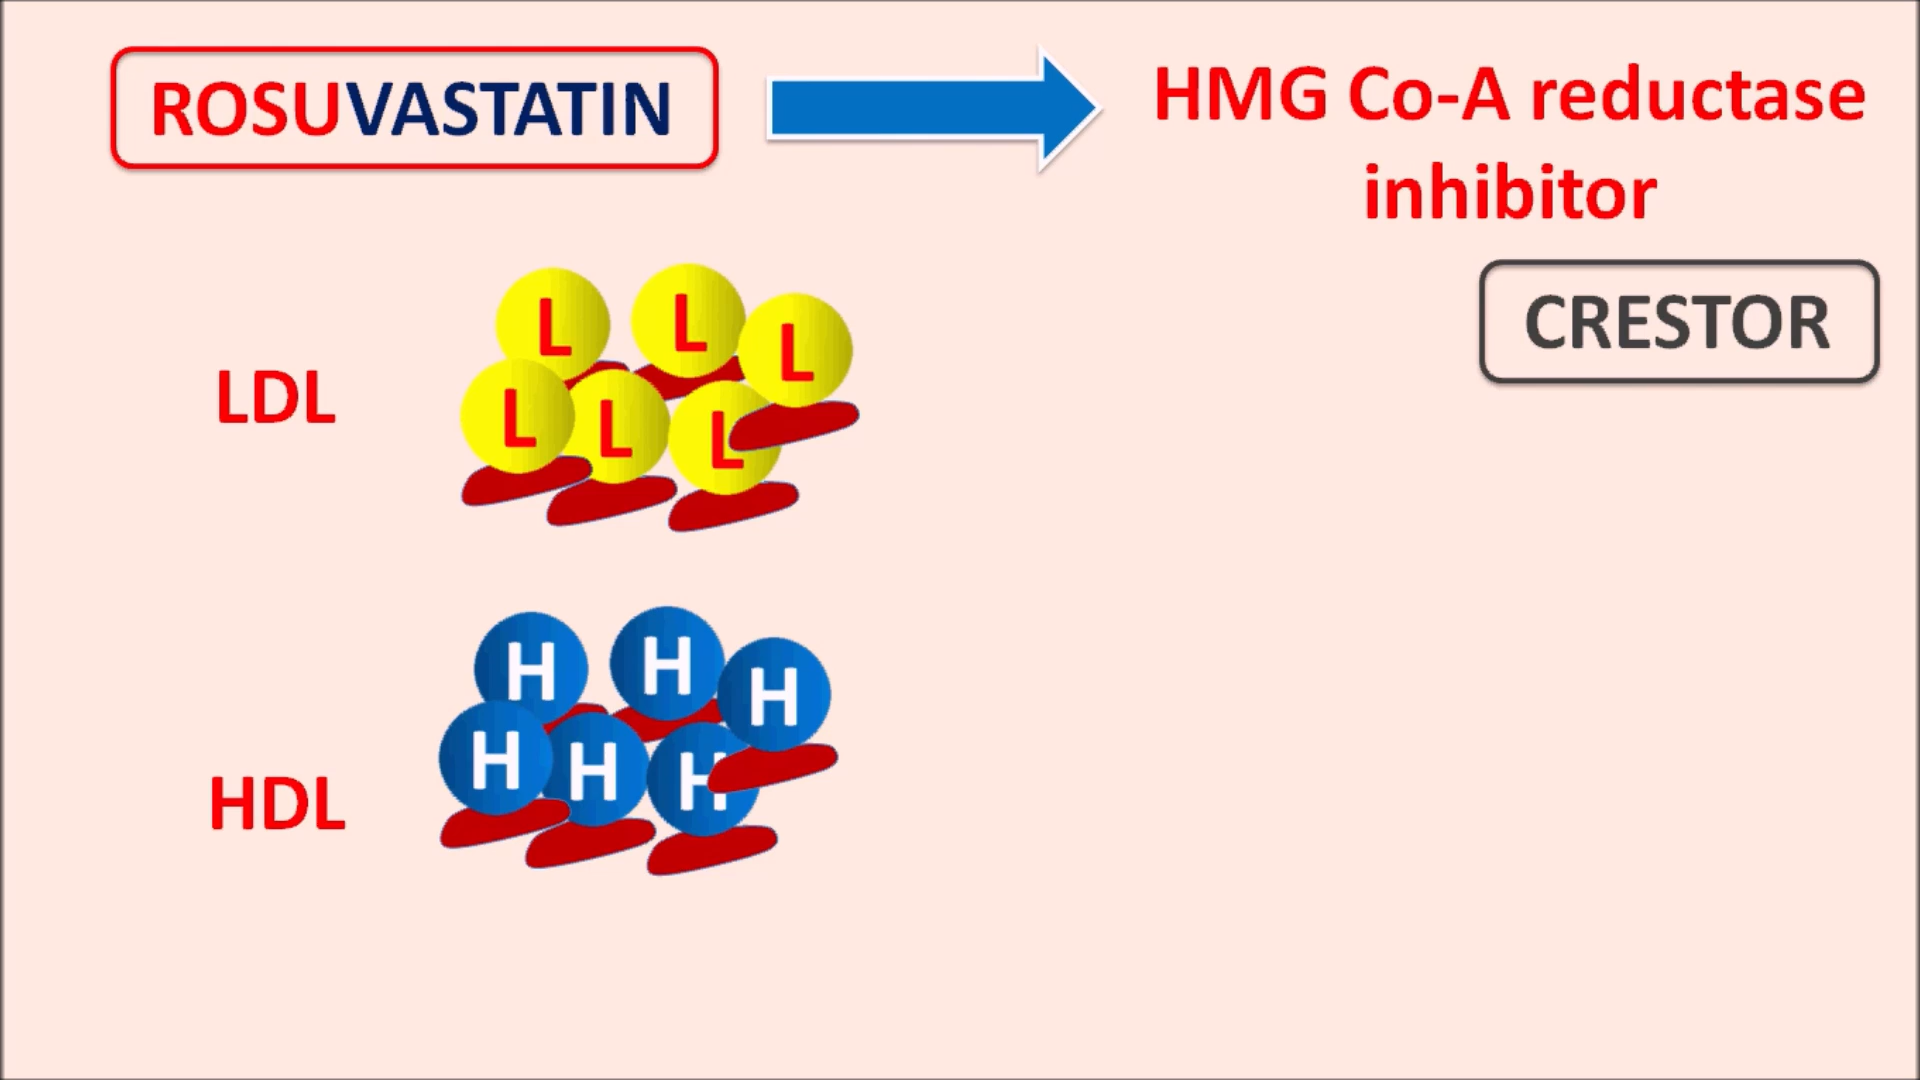 ROSUVASTATIN
HMG Co-A reductase
inhibitor
CRESTOR
LDL
L
L
L
L
L
L
HDL
H
H
H
H
H
H